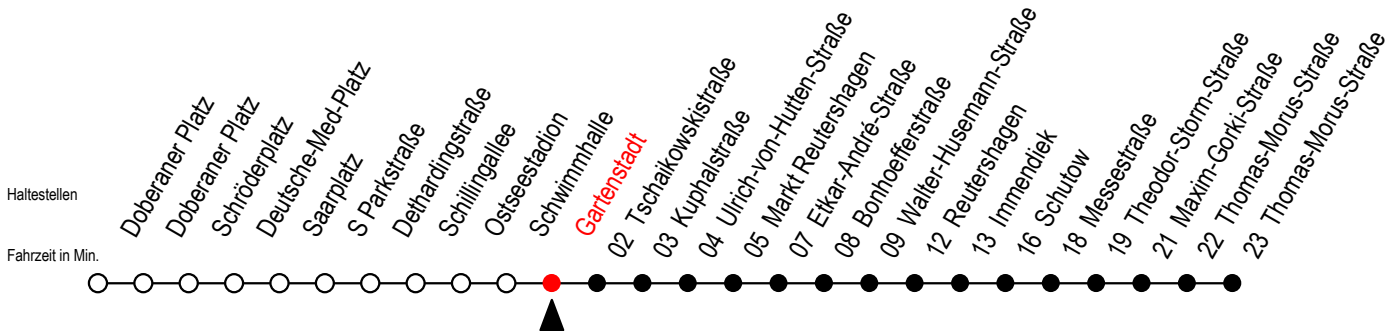 Haltestellen
Doberaner Platz
Doberaner Platz
Schröderplatz
Deutsche-Med-Platz
Saarplatz
S Parkstraße
Dethardingstraße
Schillingallee
Ostseestadion
Schwimmhalle
Gartenstadt
02 Tschaikowskistraße
03 Kuphalstraße
04 Ulrich-von-Hutten-Straße
05 Markt Reutershagen
07 Etkar-André-Straße
08 Bonhoefferstraße
09 Walter-Husemann-Straße
12 Reutershagen
13 Immendiek
16 Schutow
18 Messestraße
19 Theodor-Storm-Straße
21 Maxim-Gorki-Straße
22 Thomas-Morus-Straße
23 Thomas-Morus-Straße
Fahrzeit in Min.